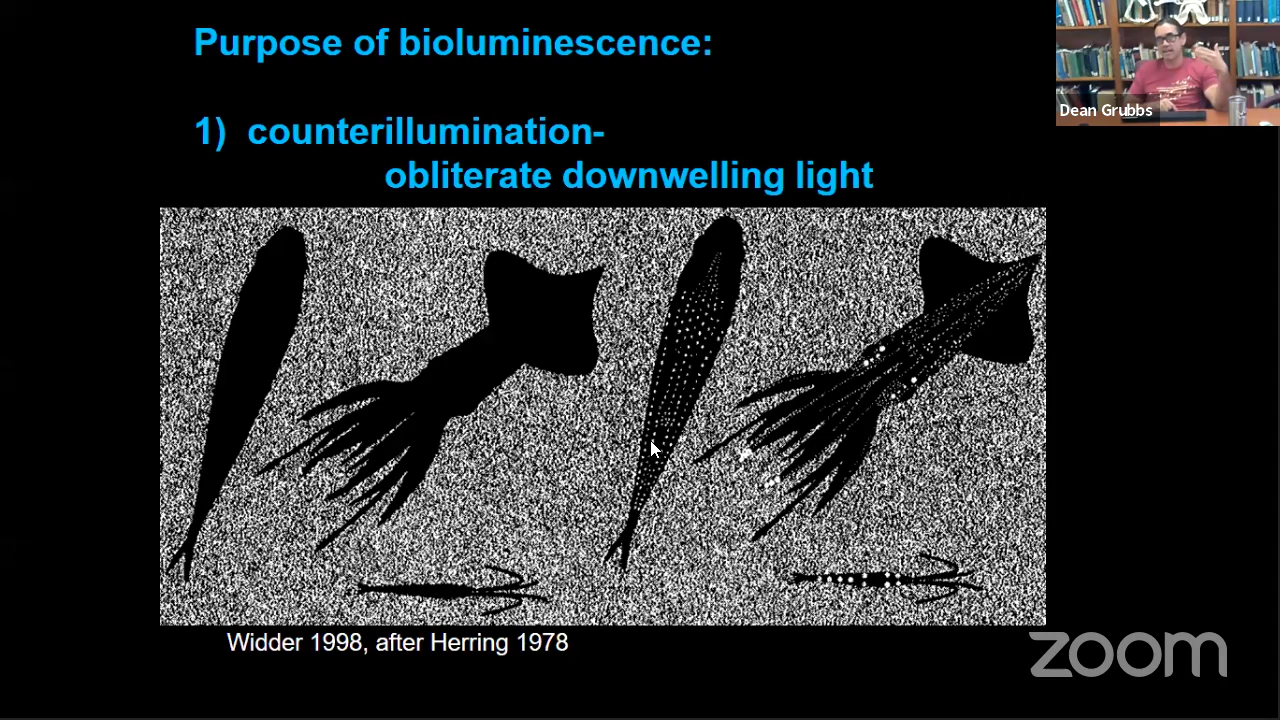 Purpose of bioluminescence:
1) counterillumination-
obliterate downwelling light
Dean Grubbs
Widder 1998, after Herring 1978
zoom